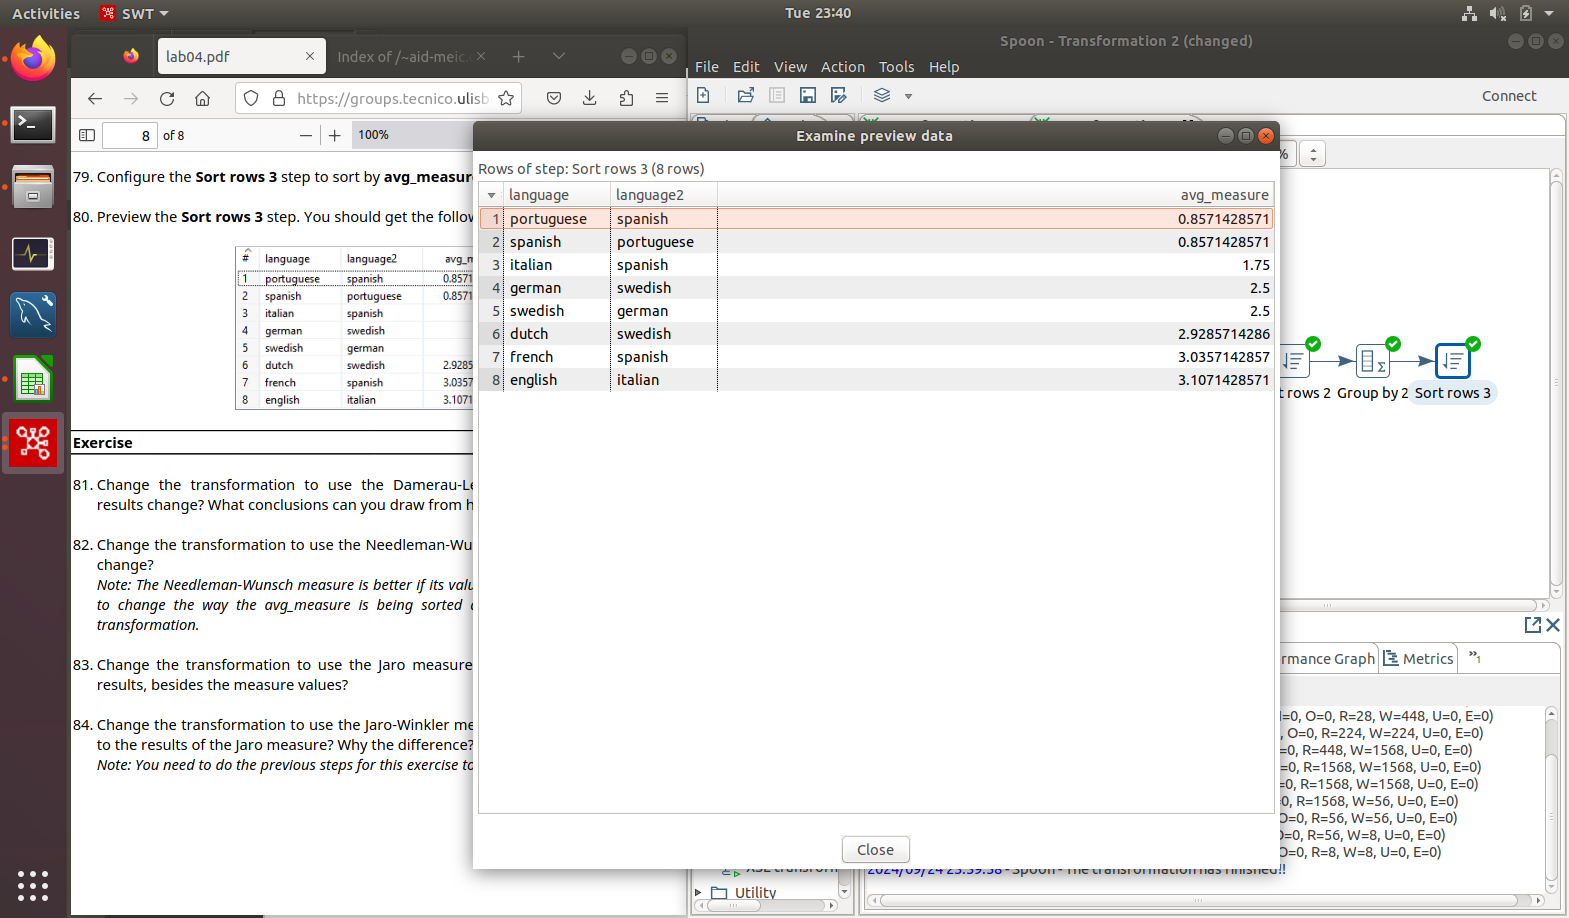 Activities
SWT
Tue 23:40
lab04.pdf
Index of /~aid-meic.
Spoon - Transformation 2 (changed)
File Edit View Action Tools Help
https://groups.tecnico.ulisb
Connect
8 of 8
100%
Examine preview data
%
Rows of step: Sort rows 3 (8 rows)
language language2 avg_measure
1 portuguese spanish 0.8571428571
2 spanish portuguese 0.8571428571
3 italian spanish 1.75
4 german swedish 2.5
5 swedish german 2.5
6 dutch swedish 2.9285714286
7 french spanish 3.0357142857
8 english italian 3.1071428571
Close
79. Configure the Sort rows 3 step to sort by avg_measur
80. Preview the Sort rows 3 step. You should get the follow
# language language2 avg_m
1 portuguese spanish 0.8571
2 spanish portuguese 0.8571
3 italian spanish
4 german swedish
5 swedish german
6 dutch swedish 2.9285
7 french spanish 3.0357
8 english italian 3.1071
Exercise
81. Change the transformation to use the Damerau-Le
results change? What conclusions can you draw from h
82. Change the transformation to use the Needleman-Wu
change?
Note: The Needleman-Wunsch measure is better if its valu
to change the way the avg_measure is being sorted
transformation.
83. Change the transformation to use the Jaro measure
results, besides the measure values?
84. Change the transformation to use the Jaro-Winkler me
to the results of the Jaro measure? Why the difference?
Note: You need to do the previous steps for this exercise to
t rows 2 Group by 2 Sort rows 3
rmance Graph Metrics »1
=0, O=0, R=28, W=448, U=0, E=0)
, O=0, R=224, W=224, U=0, E=0)
=0, R=448, W=1568, U=0, E=0)
=0, R=1568, W=1568, U=0, E=0)
=0, R=1568, W=1568, U=0, E=0)
0, R=1568, W=56, U=0, E=0)
O=0, R=56, W=56, U=0, E=0)
=0, R=56, W=8, U=0, E=0)
O=0, R=8, W=8, U=0, E=0)
2024/09/24 23:39:58 - Spoon - The transformation has finished!!
XSL transform
Utility